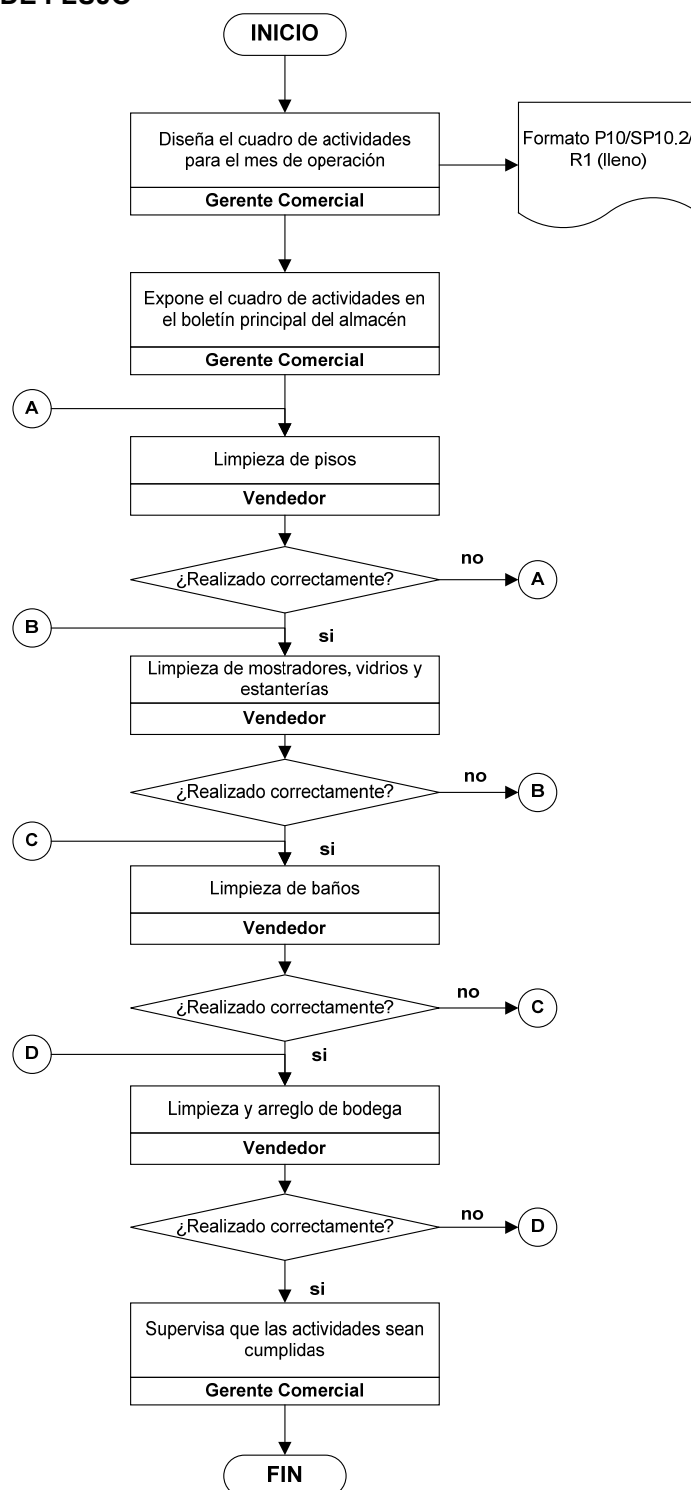 DE FLUJO
INICIO
Diseña el cuadro de actividades
para el mes de operación
Gerente Comercial
Formato P10/SP10.2/
R1 (lleno)
Expone el cuadro de actividades en
el boletín principal del almacén
Gerente Comercial
A
Limpieza de pisos
Vendedor
¿Realizado correctamente?
no
A
B
si
Limpieza de mostradores, vidrios y
estanterías
Vendedor
¿Realizado correctamente?
no
B
C
si
Limpieza de baños
Vendedor
¿Realizado correctamente?
no
C
D
si
Limpieza y arreglo de bodega
Vendedor
¿Realizado correctamente?
no
D
si
Supervisa que las actividades sean
cumplidas
Gerente Comercial
FIN